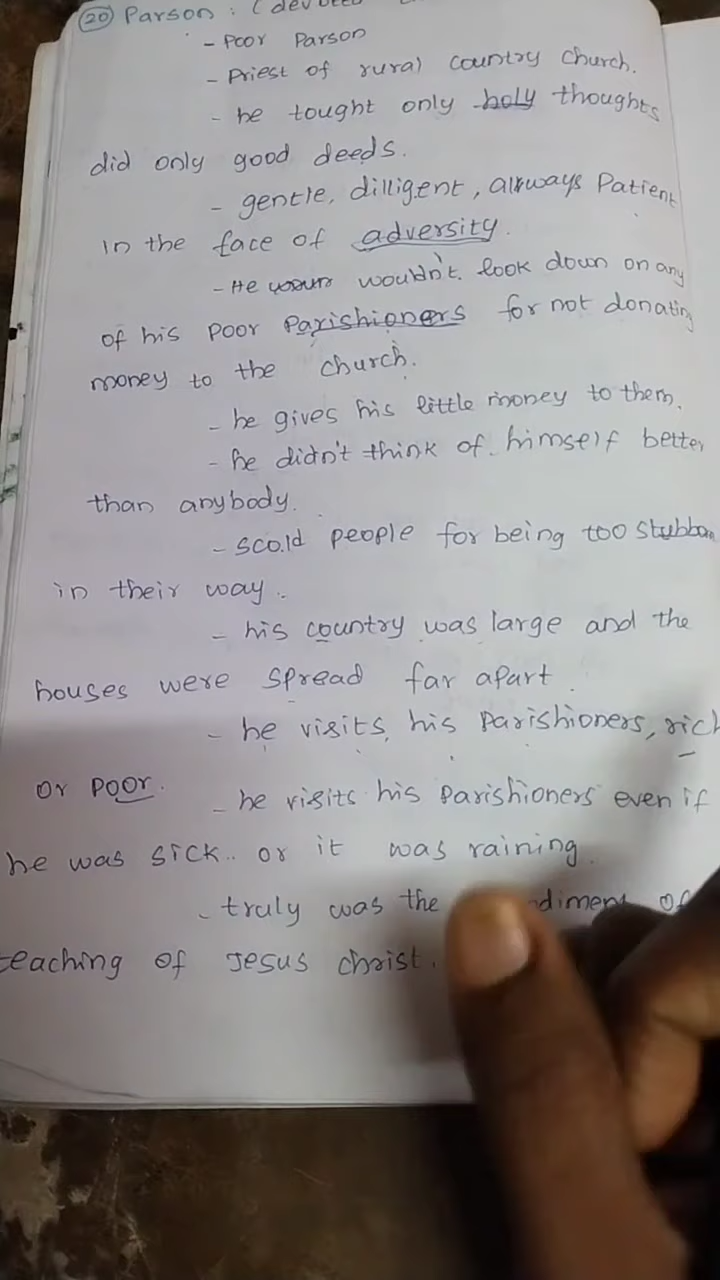 20 Parson : (devoted
- Poor Parson
- Priest of rural country church.
- he tought only holy thoughts
did only good deeds.
- gentle, dilligent, always Patient
in the face of adversity.
- He wouldn't look down on any
of his poor Parishioners for not donating
money to the church.
- he gives his little money to them.
- he didn't think of himself better
than anybody.
- scold people for being too stubborn
in their way.
- his country was large and the
houses were spread far apart.
- he visits his Parishioners, rich
or poor.
- he visits his Parishioners even if
he was sick.. or it was raining.
- truly was the of
teaching of Jesus christ.